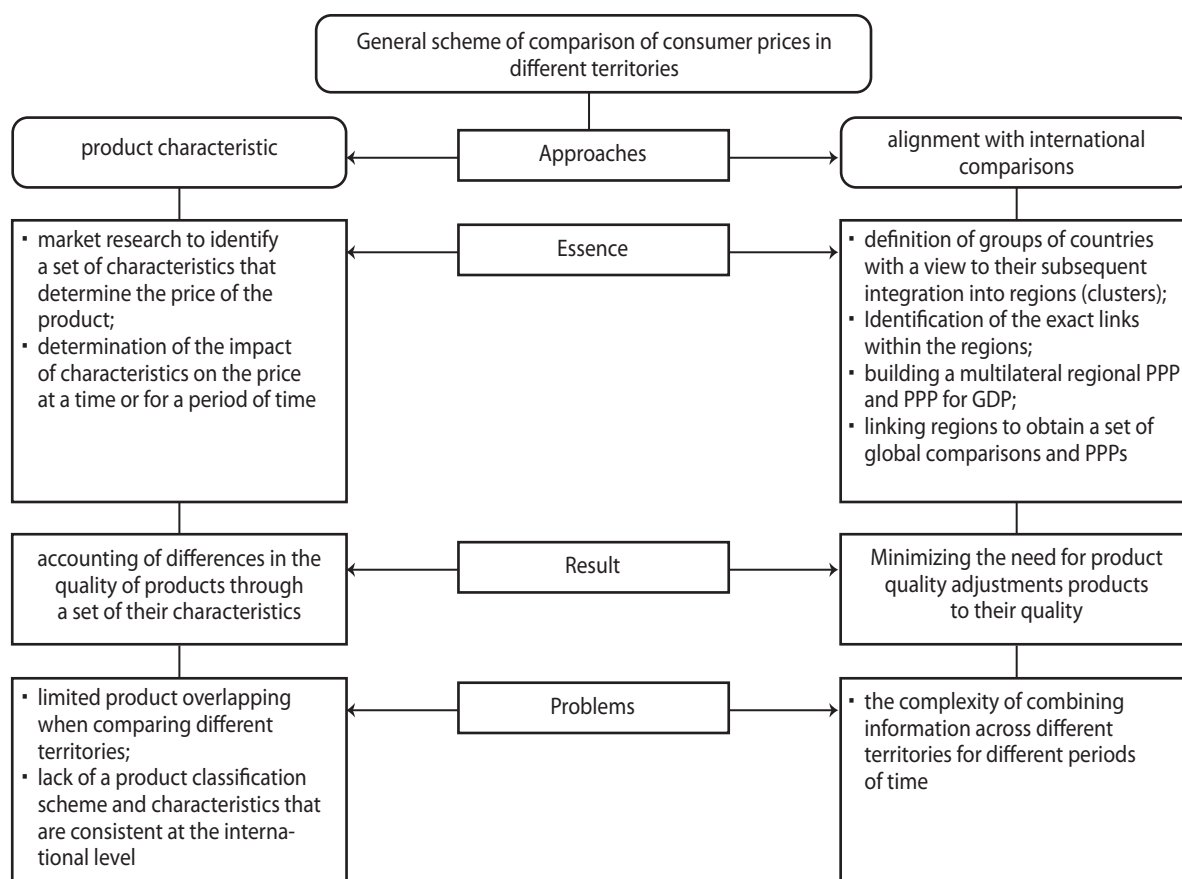 General scheme of comparison of consumer prices in
different territories
product characteristic
Approaches
alignment with international
comparisons
▪ market research to identify
a set of characteristics that
determine the price of the
product;
▪ determination of the impact
of characteristics on the price
at a time or for a period of time
Essence
▪ definition of groups of countries
with a view to their subsequent
integration into regions (clusters);
▪ Identification of the exact links
within the regions;
▪ building a multilateral regional PPP
and PPP for GDP;
▪ linking regions to obtain a set of
global comparisons and PPPs
accounting of differences in the
quality of products through
a set of their characteristics
Result
Minimizing the need for product
quality adjustments products
to their quality
▪ limited product overlapping
when comparing different
territories;
▪ lack of a product classification
scheme and characteristics that
are consistent at the interna-
tional level
Problems
▪ the complexity of combining
information across different
territories for different periods
of time